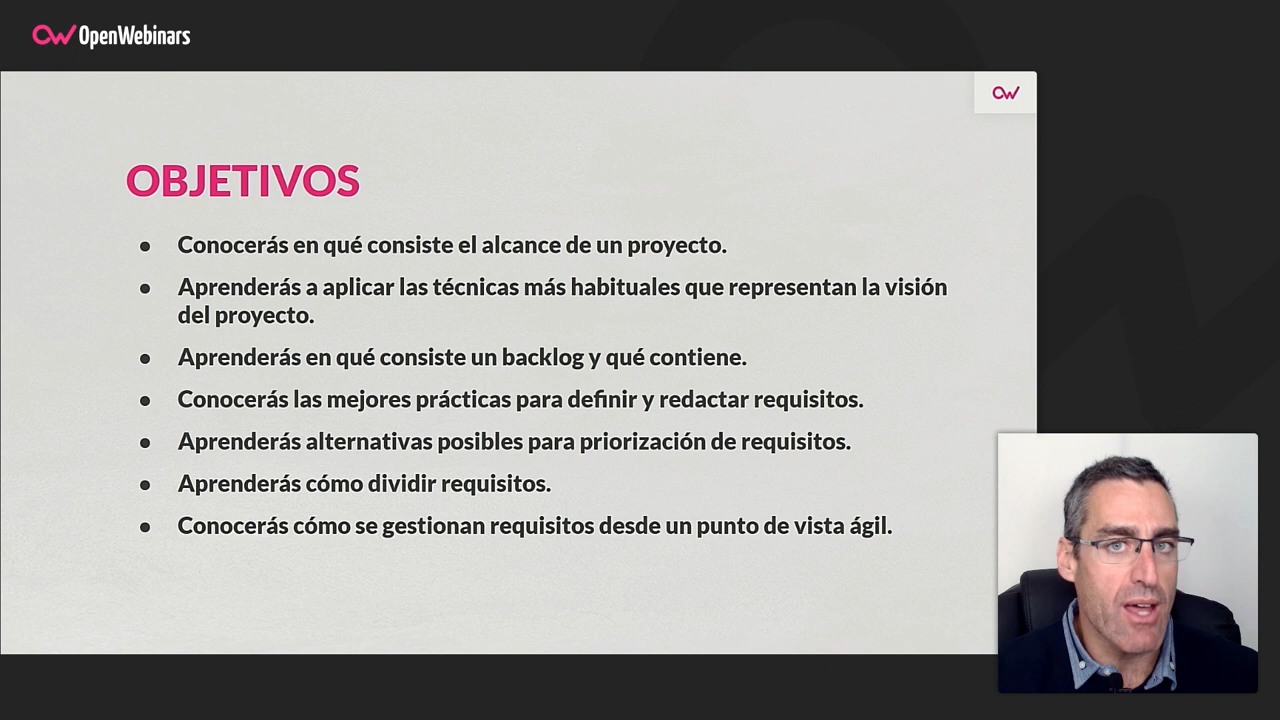 OpenWebinars
OBJETIVOS
● Conocerás en qué consiste el alcance de un proyecto.
● Aprenderás a aplicar las técnicas más habituales que representan la visión
del proyecto.
● Aprenderás en qué consiste un backlog y qué contiene.
● Conocerás las mejores prácticas para definir y redactar requisitos.
● Aprenderás alternativas posibles para priorización de requisitos.
● Aprenderás cómo dividir requisitos.
● Conocerás cómo se gestionan requisitos desde un punto de vista ágil.